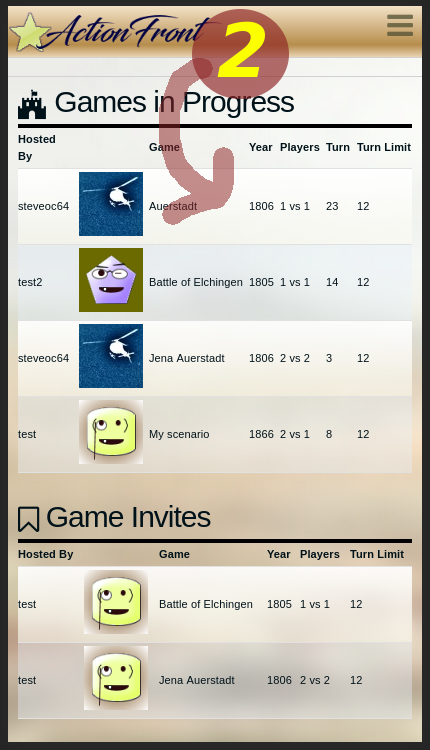 Action Front
2
Games in Progress
Hosted
By
Game Year Players Turn Turn Limit
steveoc64 Auerstadt 1806 1 vs 1 23 12
test2 Battle of Elchingen 1805 1 vs 1 14 12
steveoc64 Jena Auerstadt 1806 2 vs 2 3 12
test My scenario 1866 2 vs 1 8 12
Game Invites
Hosted By Game Year Players Turn Limit
test Battle of Elchingen 1805 1 vs 1 12
test Jena Auerstadt 1806 2 vs 2 12